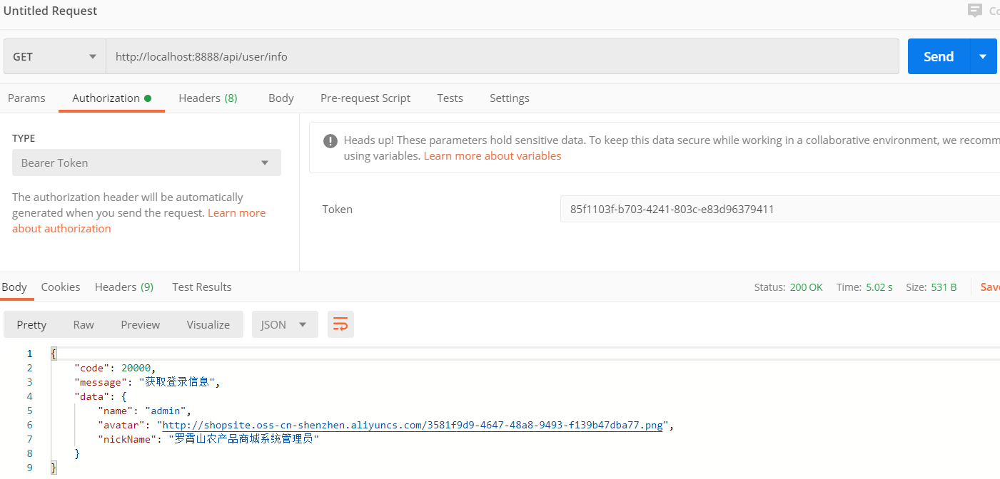 Untitled Request
GET
http://localhost:8888/api/user/info
Send
Params Authorization Headers (8) Body Pre-request Script Tests Settings
TYPE
Bearer Token
The authorization header will be automatically
generated when you send the request. Learn more
about authorization
Heads up! These parameters hold sensitive data. To keep this data secure while working in a collaborative environment, we recomm
using variables. Learn more about variables
Token
85f1103f-b703-4241-803c-e83d96379411
Body Cookies Headers (9) Test Results
Status: 200 OK Time: 5.02 s Size: 531 B Save
Pretty Raw Preview Visualize JSON
1 {
2 "code": 20000,
3 "message": "获取登录信息",
4 "data": {
5 "name": "admin",
6 "avatar": "http://shopsite.oss-cn-shenzhen.aliyuncs.com/3581f9d9-4647-48a8-9493-f139b47dba77.png",
7 "nickName": "罗霄山农产品商城系统管理员"
8 }
9 }